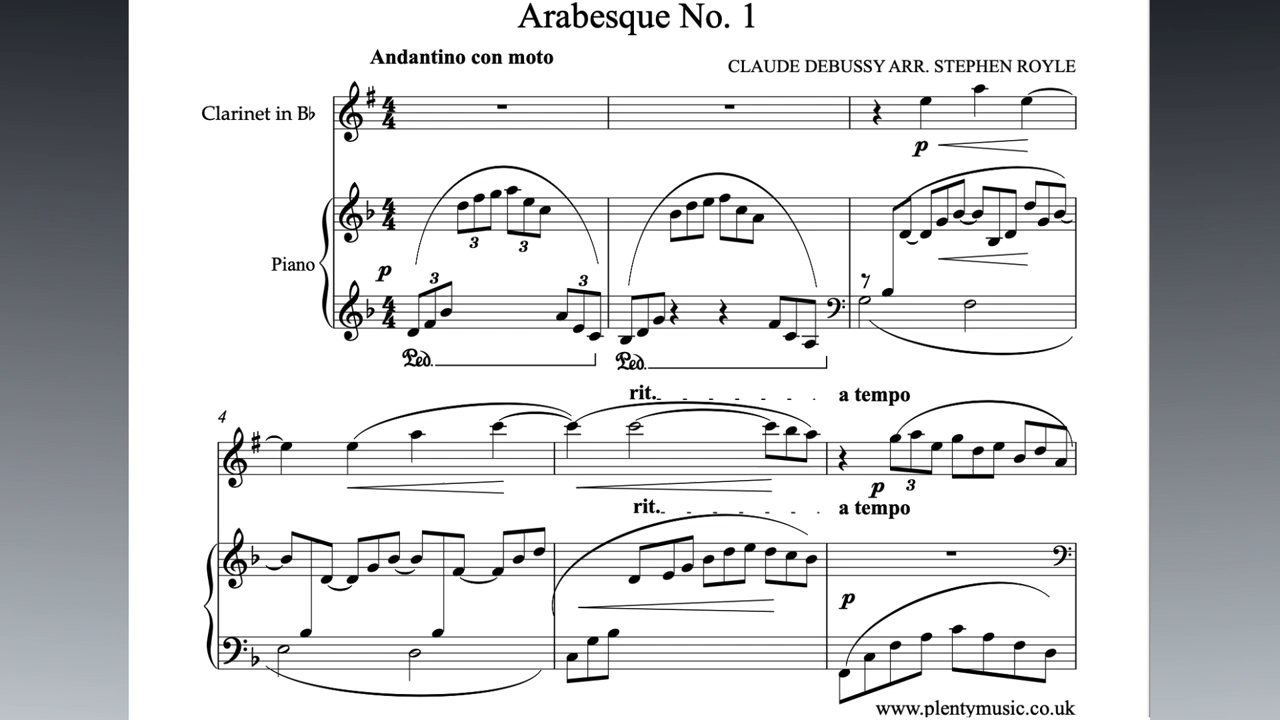 Arabesque No. 1
Andantino con moto
CLAUDE DEBUSSY ARR. STEPHEN ROYLE
Clarinet in B♭
p
3 3
3 3
Piano
p
Ped. Ped.
rit. a tempo
4
p 3
rit. a tempo
p
www.plentymusic.co.uk